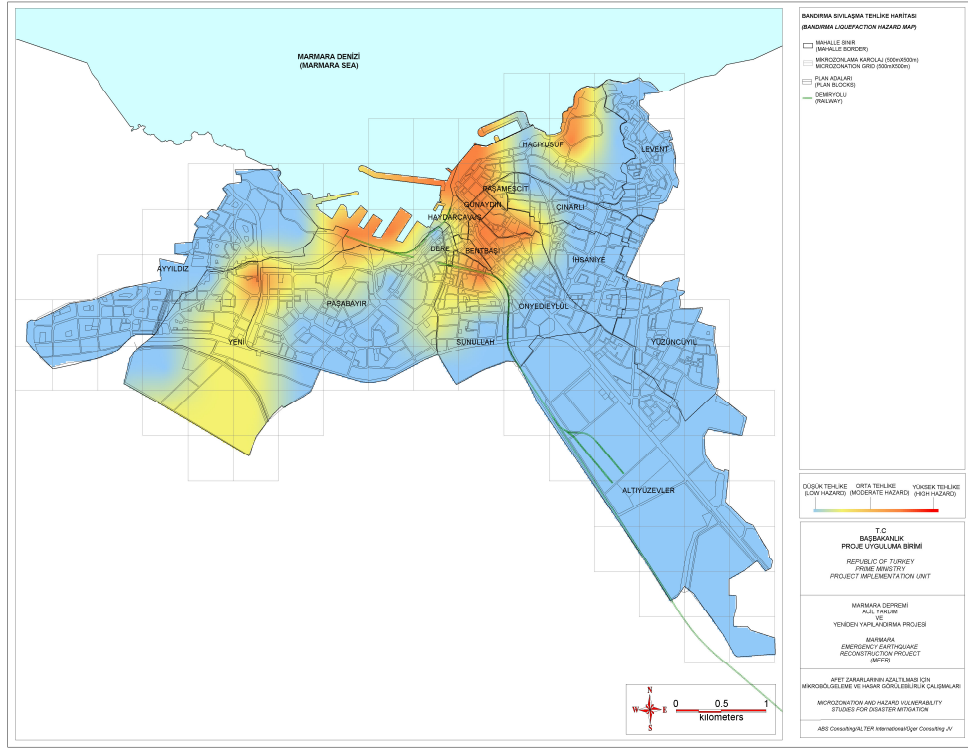 MARMARA DENİZİ
(MARMARA SEA)
HACIYUSUF
LEVENT
PAŞAMESCİT
GÜNAYDIN
ÇINARLI
HAYDARÇAVUŞ
DERE
BENTBAŞI
İHSANİYE
AYYILDIZ
PAŞABAYIR
ONYEDİEYLÜL
YENİ
SUNULLAH
YÜZÜNCÜYIL
ALTIYÜZEVLER
N
W
E
S
0 0.5 1
kilometers
BANDIRMA SIVILAŞMA TEHLİKE HARİTASI
(BANDIRMA LIQUEFACTION HAZARD MAP)
MAHALLE SINIR
(MAHALLE BORDER)
MİKROZONLAMA KAROLAJ (500mX500m)
MICROZONATION GRID (500mX500m)
PLAN ADALARI
(PLAN BLOCKS)
DEMİRYOLU
(RAILWAY)
DÜŞÜK TEHLİKE ORTA TEHLİKE YÜKSEK TEHLİKE
(LOW HAZARD) (MODERATE HAZARD) (HIGH HAZARD)
T.C
BAŞBAKANLIK
PROJE UYGULUMA BİRİMİ
REPUBLIC OF TURKEY
PRIME MINISTRY
PROJECT IMPLEMENTATION UNIT
MARMARA DEPREMİ
ACİL YARDIM
VE
YENİDEN YAPILANDIRMA PROJESİ
MARMARA
EMERGENCY EARTHQUAKE
RECONSTRUCTION PROJECT
(MEER)
AFET ZARARLARININ AZALTILMASI İÇİN
MİKROBÖLGELEME VE HASAR GÖRÜLEBİLİRLİK ÇALIŞMALARI
MICROZONATION AND HAZARD VULNERABILITY
STUDIES FOR DISASTER MITIGATION
ABS Consulting/ALTER International/Üger Consulting JV